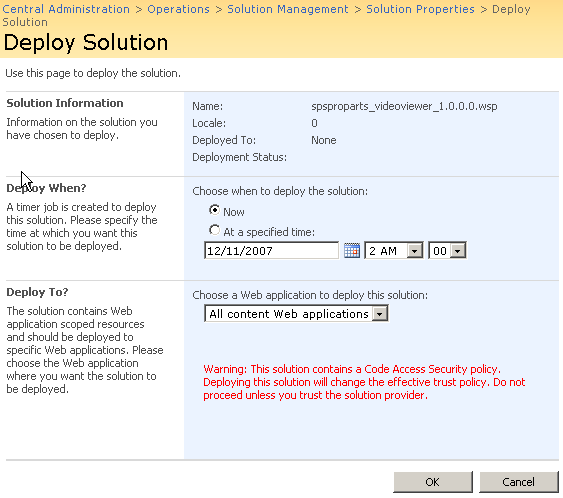 Central Administration > Operations > Solution Management > Solution Properties > Deploy
Solution
Deploy Solution
Use this page to deploy the solution.
Solution Information
Information on the solution you
have chosen to deploy.
Name: spsproparts_videoviewer_1.0.0.0.wsp
Locale: 0
Deployed To: None
Deployment Status:
Deploy When?
A timer job is created to deploy
this solution. Please specify the
time at which you want this
solution to be deployed.
Choose when to deploy the solution:
Now
At a specified time:
12/11/2007 2 AM 00
Deploy To?
The solution contains Web
application scoped resources
and should be deployed to
specific Web applications. Please
choose the Web application
where you want the solution to
be deployed.
Choose a Web application to deploy this solution:
All content Web applications
Warning: This solution contains a Code Access Security policy.
Deploying this solution will change the effective trust policy. Do not
proceed unless you trust the solution provider.
OK Cancel